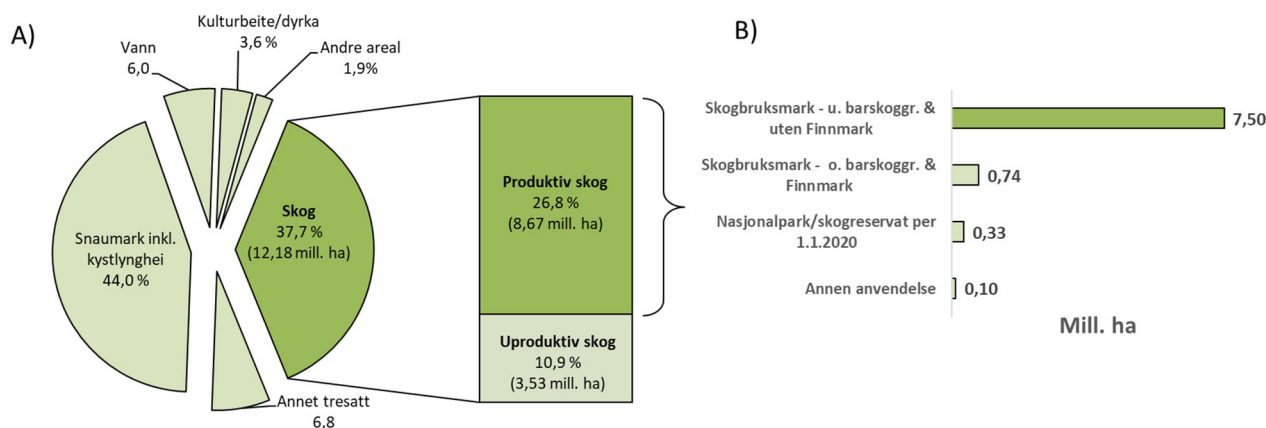 A)
Vann
6,0
Kulturbeite/dyrka
3,6 %
Andre areal
1,9%
Skog
37,7 %
(12,18 mill. ha)
Snaumark inkl.
kystlynghei
44,0 %
Annet tresatt
6,8
Produktiv skog
26,8 %
(8,67 mill. ha)
Uproduktiv skog
10,9 %
(3,53 mill. ha)
B)
Skogbruksmark - u. barskoggr. &
uten Finnmark
7,50
Skogbruksmark - o. barskoggr. &
Finnmark
0,74
Nasjonalpark/skogreservat per
1.1.2020
0,33
Annen anvendelse
0,10
Mill. ha